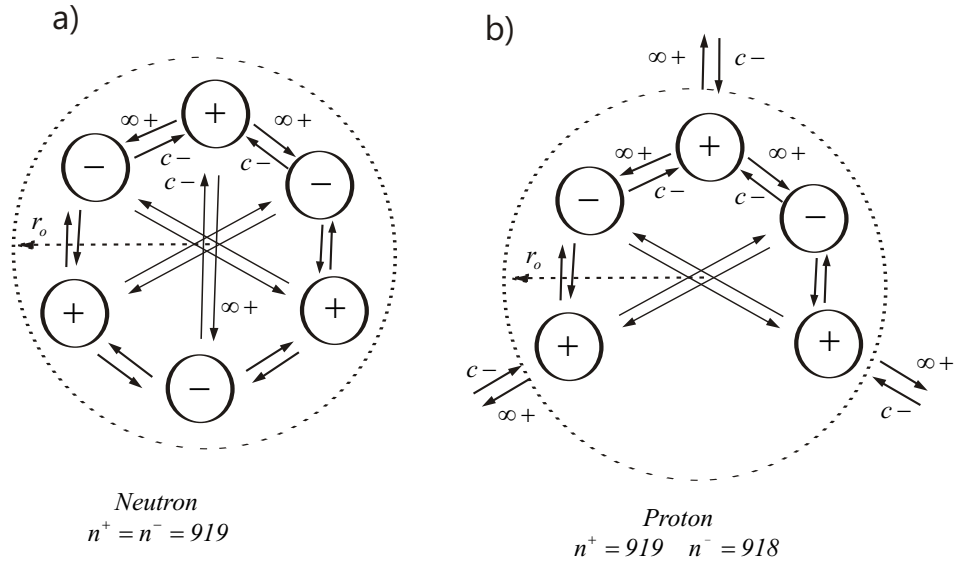 a)
b)
∞+
c−
+
∞+
∞+
c−
c−
−
−
c−
r_o
∞+
+
+
−
+
∞+
∞+
c−
c−
−
−
r_o
+
+
c−
∞+
∞+
c−
Neutron
n⁺ = n⁻ = 919
Proton
n⁺ = 919 n⁻ = 918